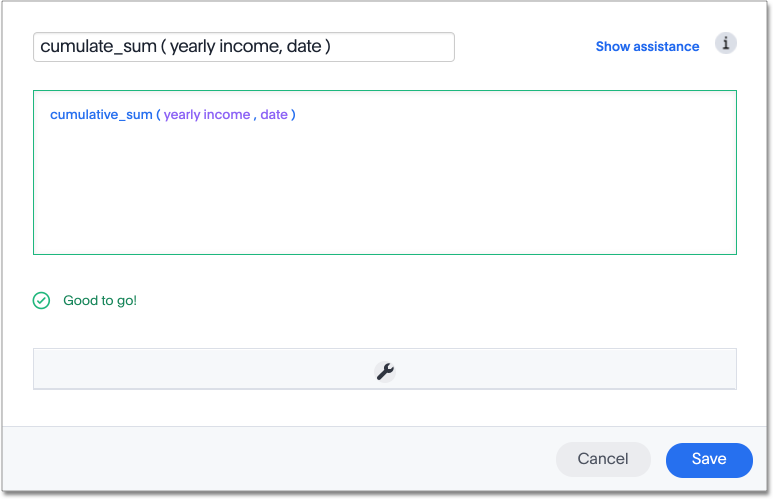 cumulate_sum ( yearly income, date )
Show assistance
i
cumulative_sum ( yearly income , date )
Good to go!
Cancel
Save